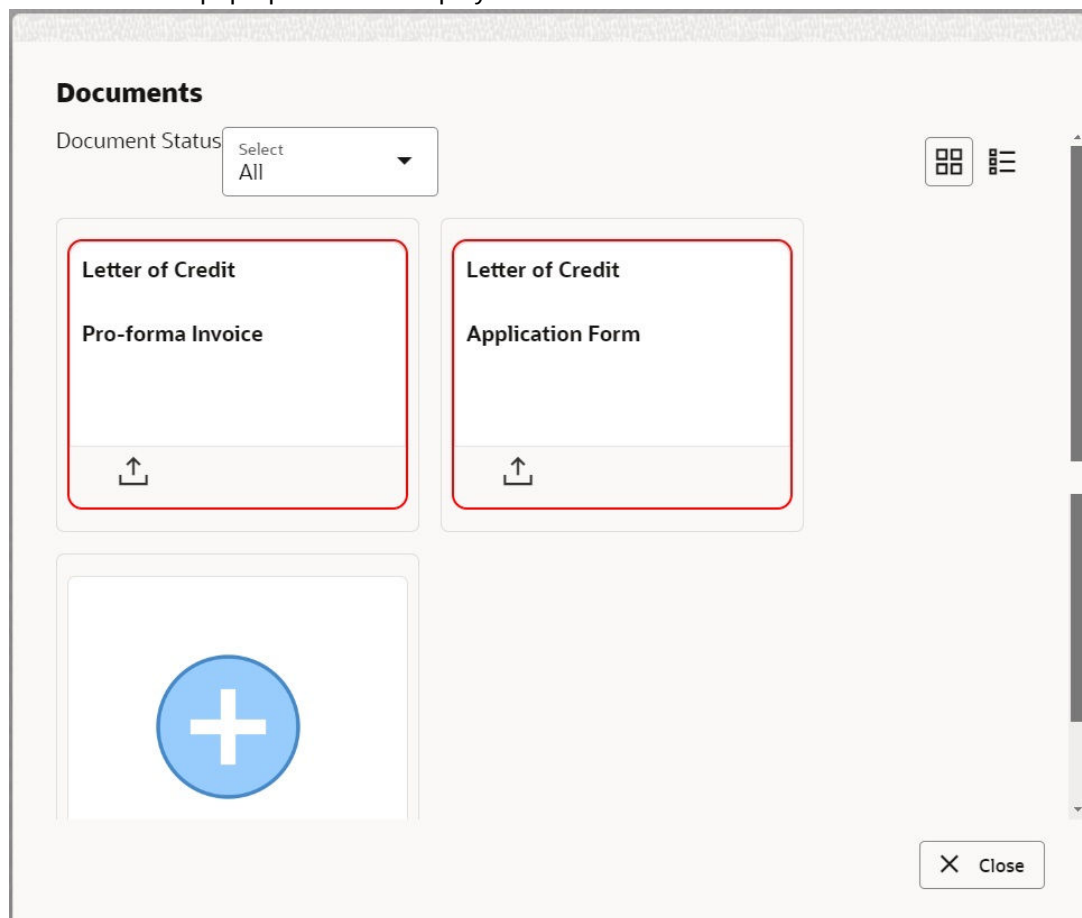 Documents
Document Status
Select
All
Letter of Credit
Pro-forma Invoice
Letter of Credit
Application Form
Close